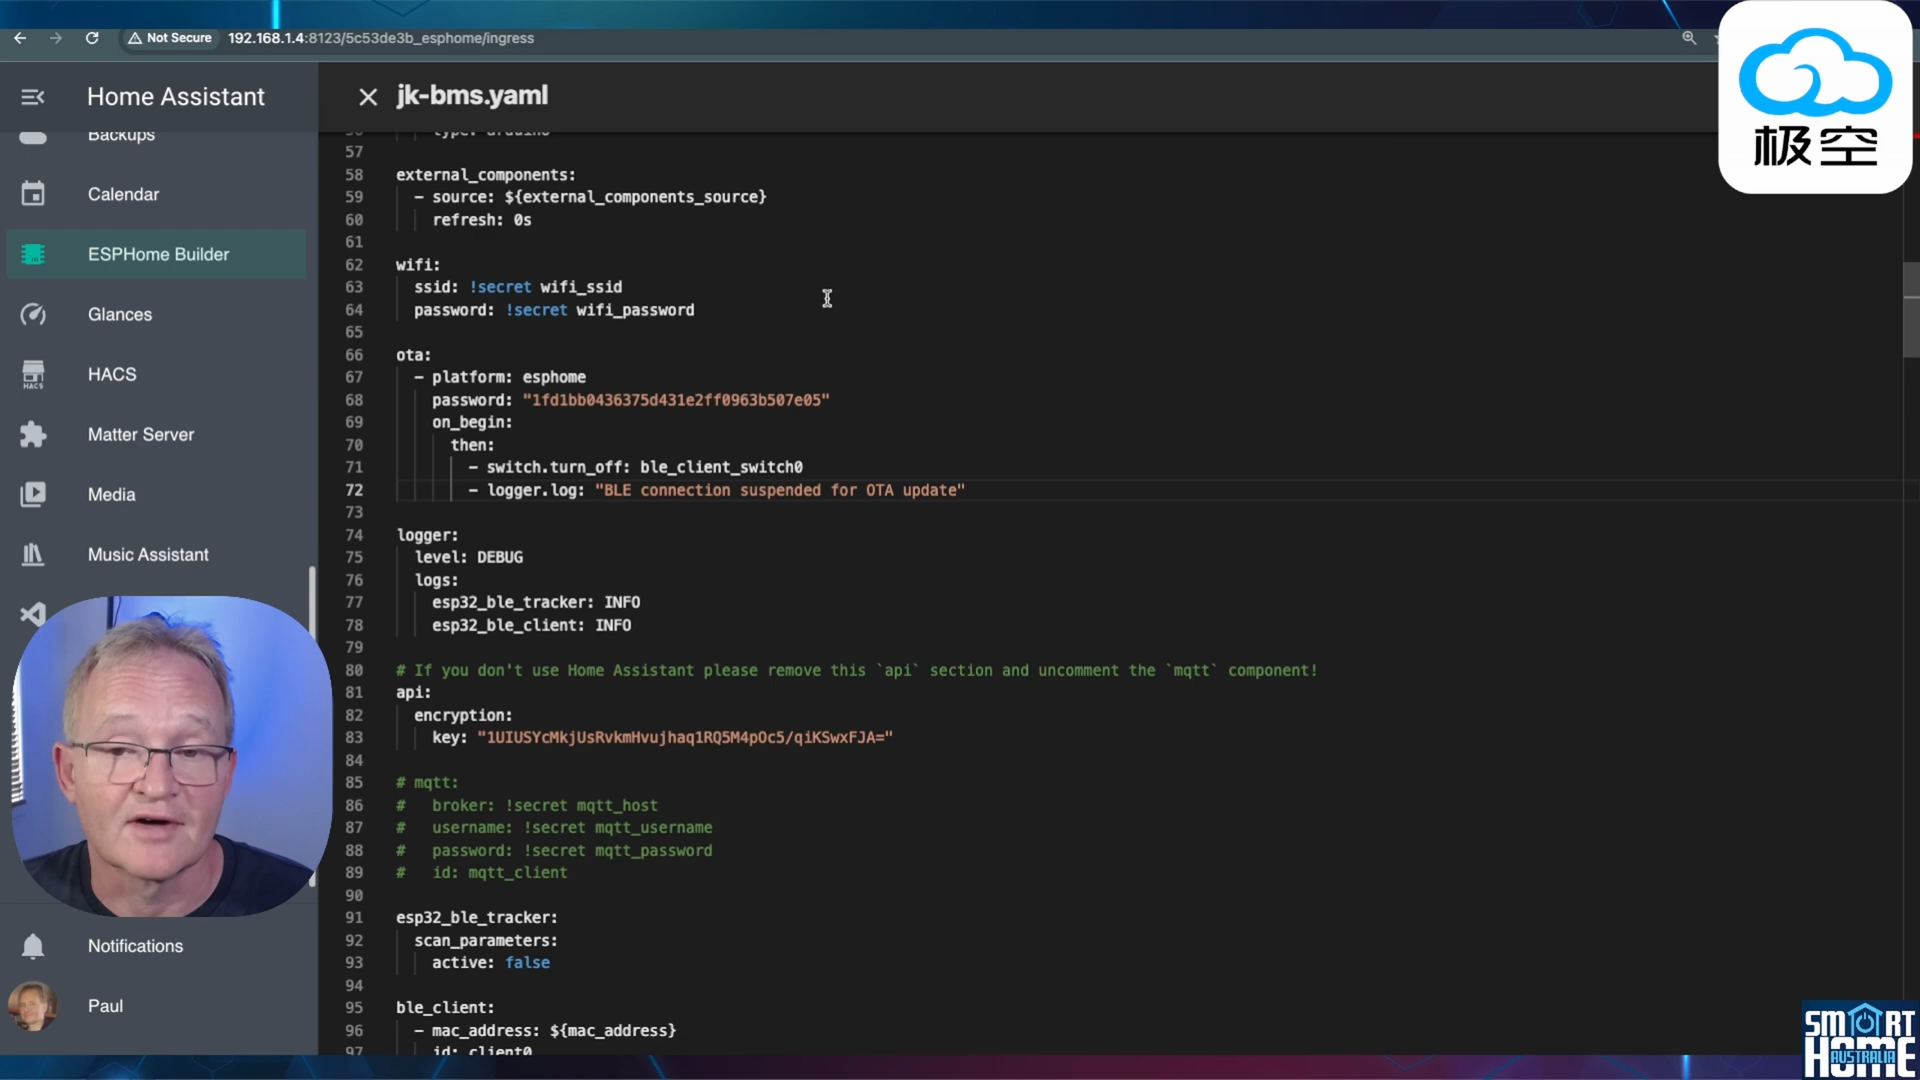 Not Secure 192.168.1.4:8123/5c53de3b_esphome/ingress
极空
Home Assistant
Backups
Calendar
ESPHome Builder
Glances
HACS
HACS
Matter Server
Media
Music Assistant
Notifications
Paul
jk-bms.yaml
type: arduino
57
58 external_components:
59 - source: ${external_components_source}
60 refresh: 0s
61
62 wifi:
63 ssid: !secret wifi_ssid
64 password: !secret wifi_password
65
66 ota:
67 - platform: esphome
68 password: "1fd1bb0436375d431e2ff0963b507e05"
69 on_begin:
70 then:
71 - switch.turn_off: ble_client_switch0
72 - logger.log: "BLE connection suspended for OTA update"
73
74 logger:
75 level: DEBUG
76 logs:
77 esp32_ble_tracker: INFO
78 esp32_ble_client: INFO
79
80 # If you don't use Home Assistant please remove this `api` section and uncomment the `mqtt` component!
81 api:
82 encryption:
83 key: "1UIUSYcMkjUsRvkmHvujhaq1RQ5M4pOc5/qiKSwxFJA="
84
85 # mqtt:
86 # broker: !secret mqtt_host
87 # username: !secret mqtt_username
88 # password: !secret mqtt_password
89 # id: mqtt_client
90
91 esp32_ble_tracker:
92 scan_parameters:
93 active: false
94
95 ble_client:
96 - mac_address: ${mac_address}
97 id: client0
SMART
HOME
AUSTRALIA